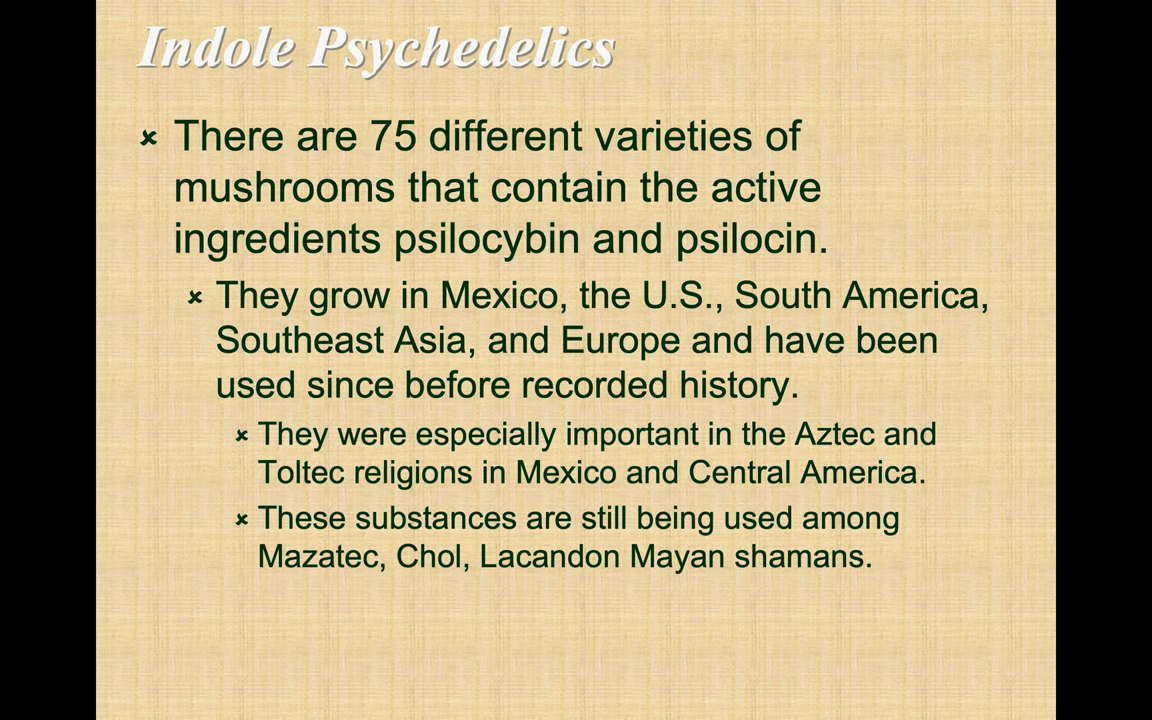 Indole Psychedelics
There are 75 different varieties of
mushrooms that contain the active
ingredients psilocybin and psilocin.
They grow in Mexico, the U.S., South America,
Southeast Asia, and Europe and have been
used since before recorded history.
They were especially important in the Aztec and
Toltec religions in Mexico and Central America.
These substances are still being used among
Mazatec, Chol, Lacandon Mayan shamans.